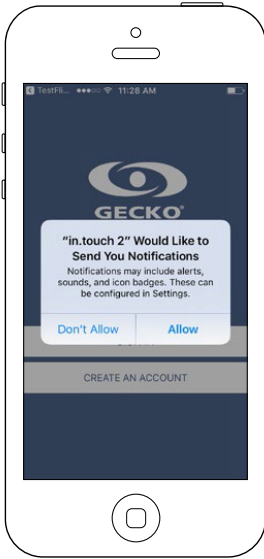 TestFli... 11:28 AM
GECKO®
“in.touch 2” Would Like to
Send You Notifications
Notifications may include alerts,
sounds, and icon badges. These can
be configured in Settings.
Don't Allow Allow
CREATE AN ACCOUNT